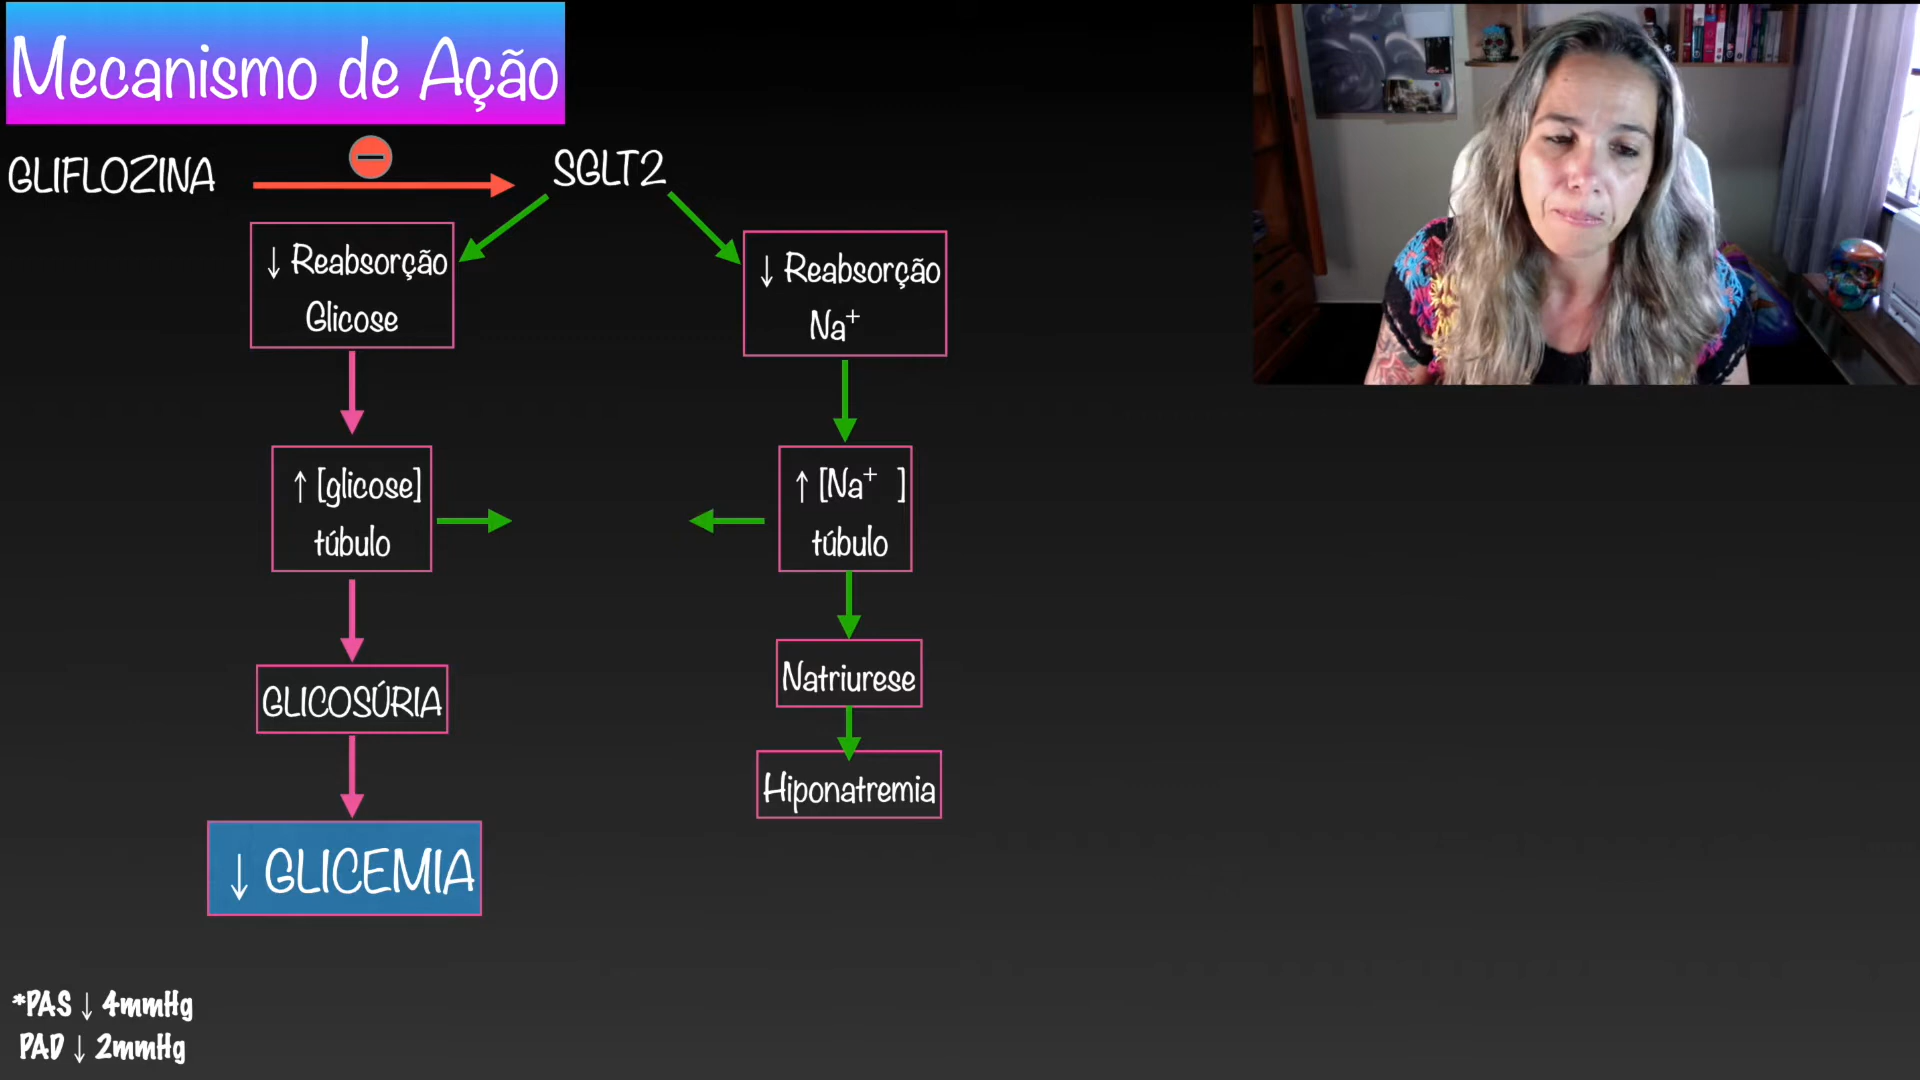 Mecanismo de Ação
GLIFLOZINA
SGLT2
↓ Reabsorção
Glicose
↓ Reabsorção
Na⁺
↑ [glicose]
túbulo
↑ [Na⁺ ]
túbulo
GLICOSÚRIA
Natriurese
Hiponatremia
↓ GLICEMIA
*PAS ↓ 4mmHg
PAD ↓ 2mmHg